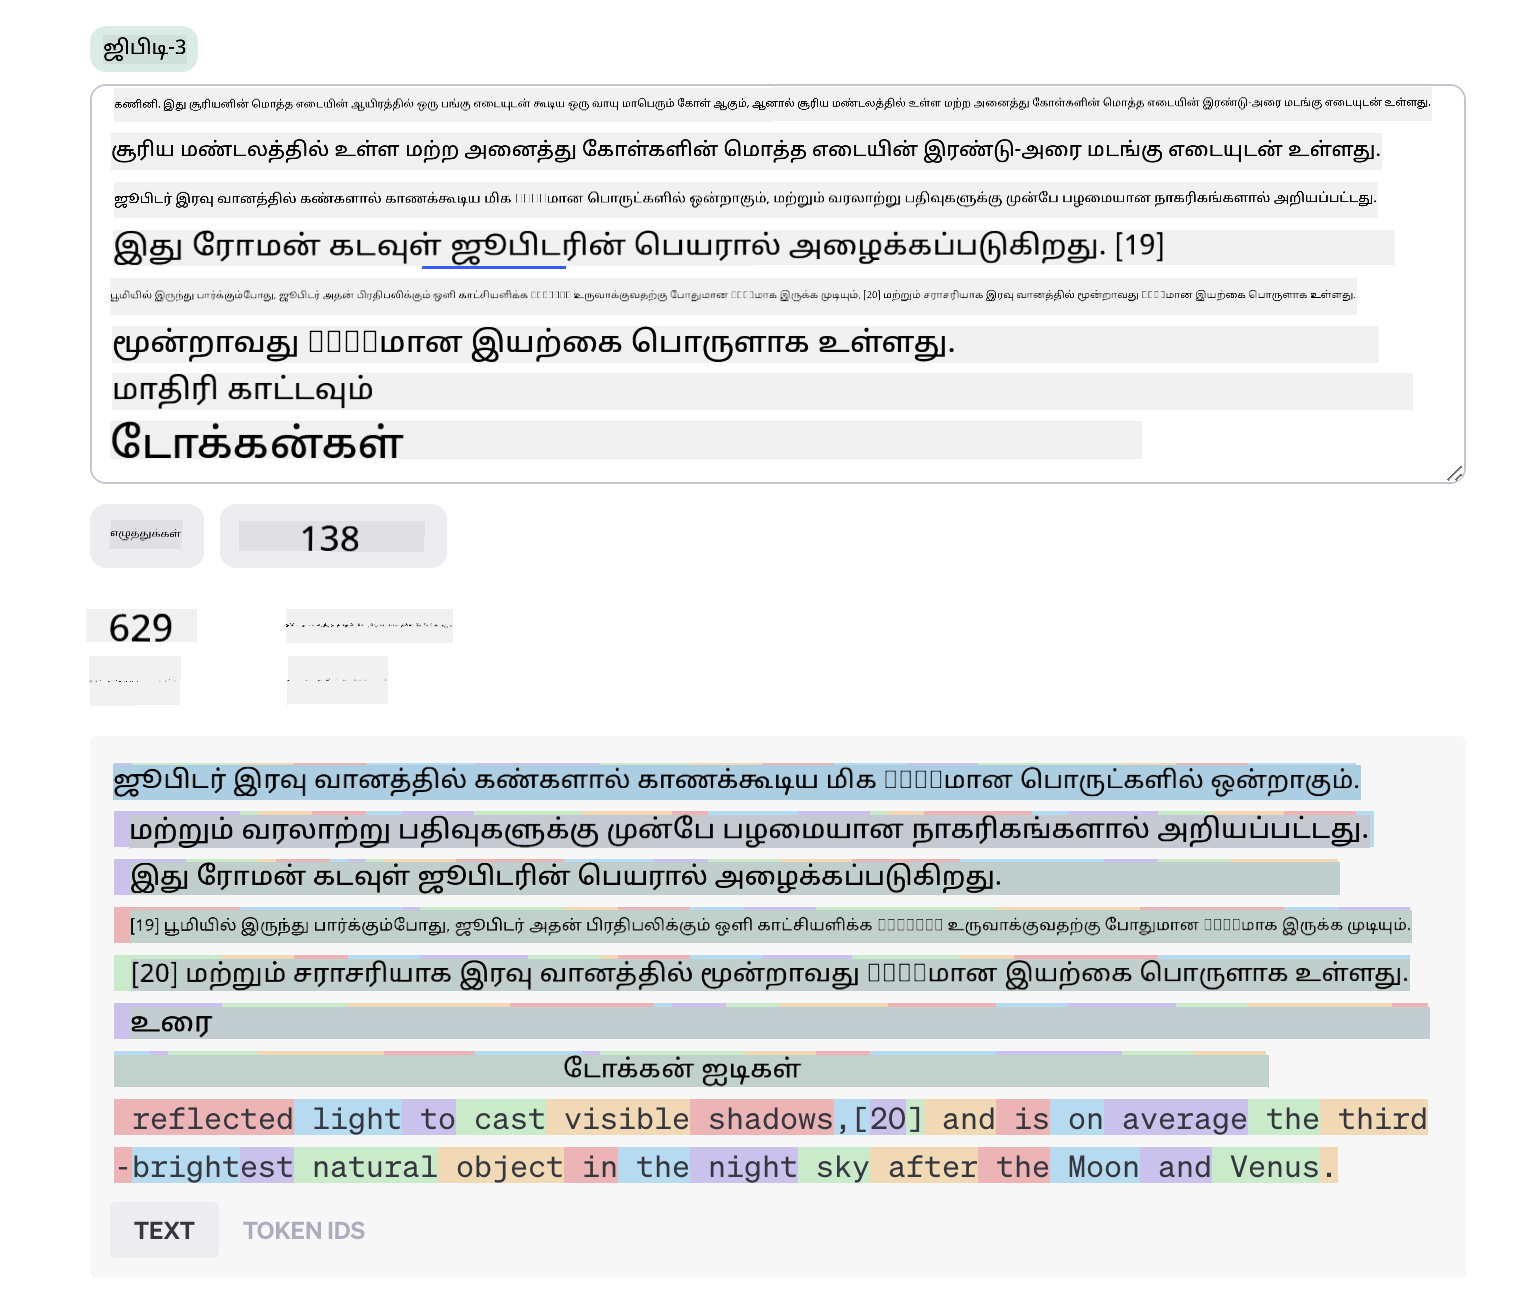 ஜிபிடி-3
கணினி. இது சூரியனின் மொத்த எடையின் ஆயிரத்தில் ஒரு பங்கு எடையுடன் கூடிய ஒரு வாயு மாபெரும் கோள் ஆகும், ஆனால் சூரிய மண்டலத்தில் உள்ள மற்ற அனைத்து கோள்களின் மொத்த எடையின் இரண்டு-அரை மடங்கு எடையுடன் உள்ளது.
சூரிய மண்டலத்தில் உள்ள மற்ற அனைத்து கோள்களின் மொத்த எடையின் இரண்டு-அரை மடங்கு எடையுடன் உள்ளது.
ஜூபிடர் இரவு வானத்தில் கண்களால் காணக்கூடிய மிக மான பொருட்களில் ஒன்றாகும், மற்றும் வரலாற்று பதிவுகளுக்கு முன்பே பழமையான நாகரிகங்களால் அறியப்பட்டது.
இது ரோமன் கடவுள் ஜூபிடரின் பெயரால் அழைக்கப்படுகிறது. [19]
பூமியில் இருந்து பார்க்கும்போது, ஜூபிடர் அதன் பிரதிபலிக்கும் ஒளி காட்சியளிக்க உருவாக்குவதற்கு போதுமான மாக இருக்க முடியும், [20] மற்றும் சராசரியாக இரவு வானத்தில் மூன்றாவது மான இயற்கை பொருளாக உள்ளது.
மூன்றாவது மான இயற்கை பொருளாக உள்ளது.
மாதிரி காட்டவும்
டோக்கன்கள்
எழுத்துக்கள் 138
629
ஜூபிடர் இரவு வானத்தில் கண்களால் காணக்கூடிய மிக மான பொருட்களில் ஒன்றாகும்.
மற்றும் வரலாற்று பதிவுகளுக்கு முன்பே பழமையான நாகரிகங்களால் அறியப்பட்டது.
இது ரோமன் கடவுள் ஜூபிடரின் பெயரால் அழைக்கப்படுகிறது.
[19] பூமியில் இருந்து பார்க்கும்போது, ஜூபிடர் அதன் பிரதிபலிக்கும் ஒளி காட்சியளிக்க உருவாக்குவதற்கு போதுமான மாக இருக்க முடியும்.
[20] மற்றும் சராசரியாக இரவு வானத்தில் மூன்றாவது மான இயற்கை பொருளாக உள்ளது.
உரை
டோக்கன் ஐடிகள்
reflected light to cast visible shadows,[20] and is on average the third
-brightest natural object in the night sky after the Moon and Venus.
TEXT TOKEN IDS